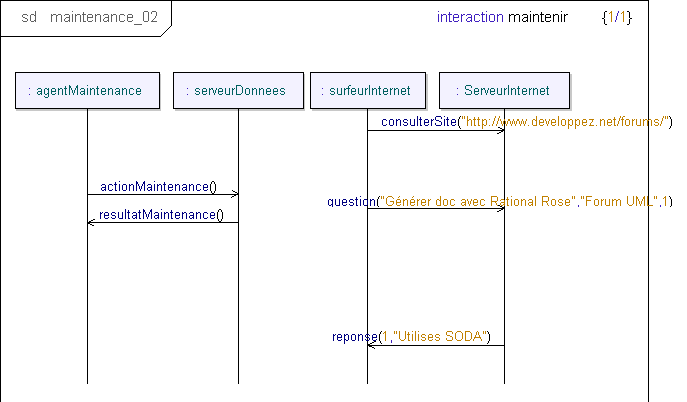 sd maintenance_02
interaction maintenir {1/1}
: agentMaintenance
: serveurDonnees
: surfeurInternet
: ServeurInternet
consulterSite("http://www.developpez.net/forums/")
actionMaintenance()
question("Générer doc avec Rational Rose","Forum UML",1)
resultatMaintenance()
reponse(1,"Utilises SODA")